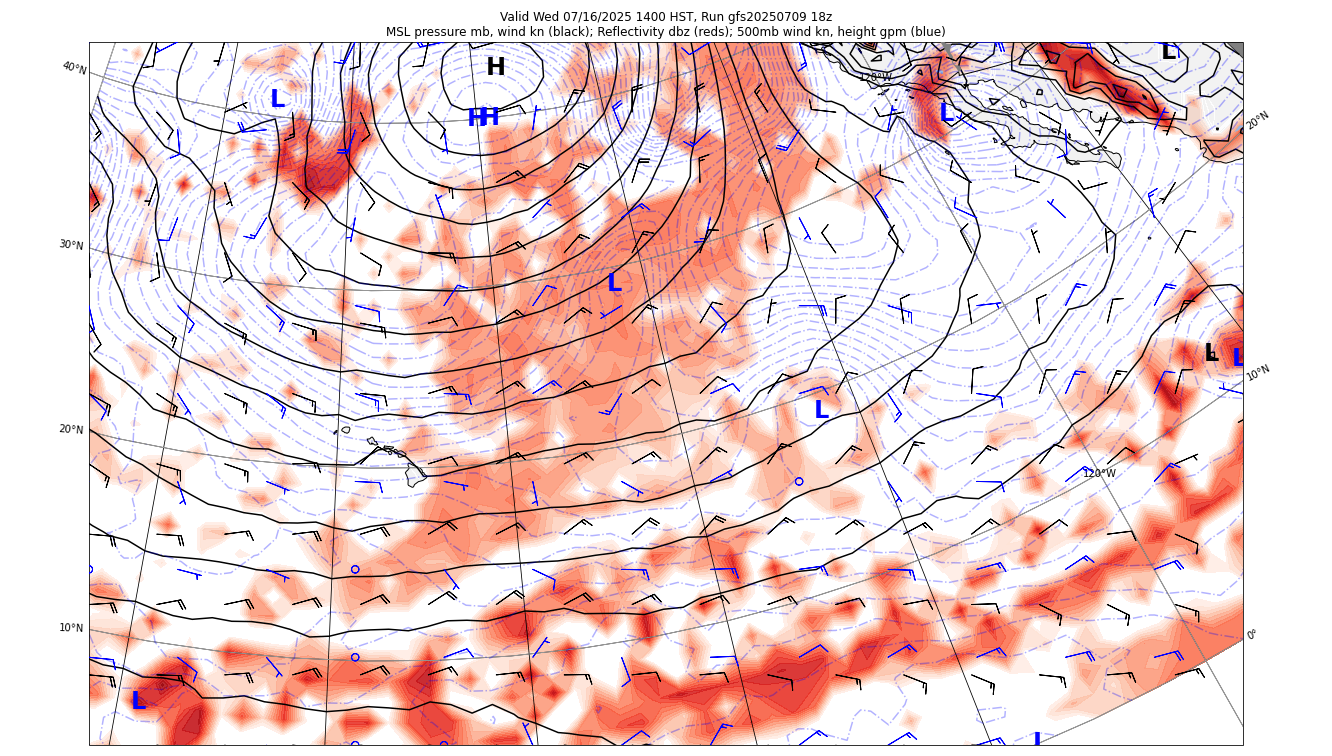 Valid Wed 07/16/2025 1400 HST, Run gfs20250709 18z
MSL pressure mb, wind kn (black); Reflectivity dbz (reds); 500mb wind kn, height gpm (blue)
L
H
40°N
120°W
L
HH
L
20°N
30°N
L
L
L
10°N
L
20°N
120°W
10°N
0°
L
L